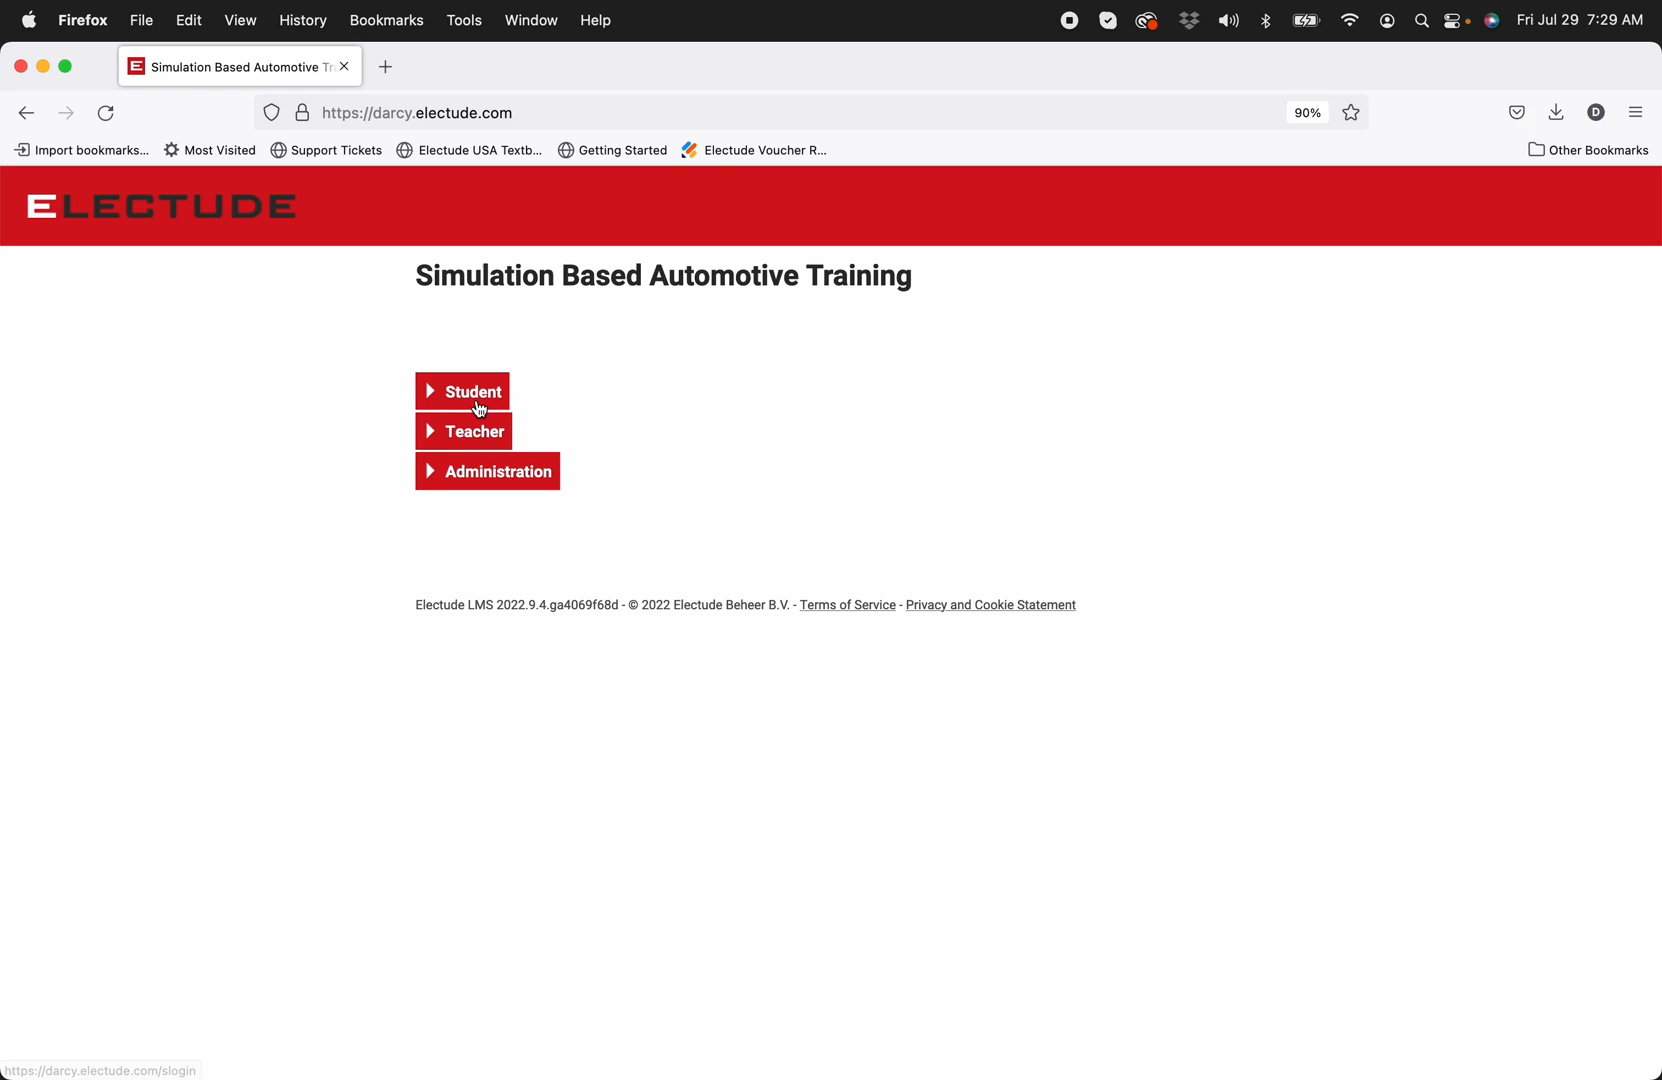 Firefox File Edit View History Bookmarks Tools Window Help Fri Jul 29 7:29 AM
E Simulation Based Automotive Tr
https://darcy.electude.com 90% D
Import bookmarks... Most Visited Support Tickets Electude USA Textb... Getting Started Electude Voucher R... Other Bookmarks
ELECTUDE
Simulation Based Automotive Training
Student
Teacher
Administration
Electude LMS 2022.9.4.ga4069f68d - © 2022 Electude Beheer B.V. - Terms of Service - Privacy and Cookie Statement
https://darcy.electude.com/slogin